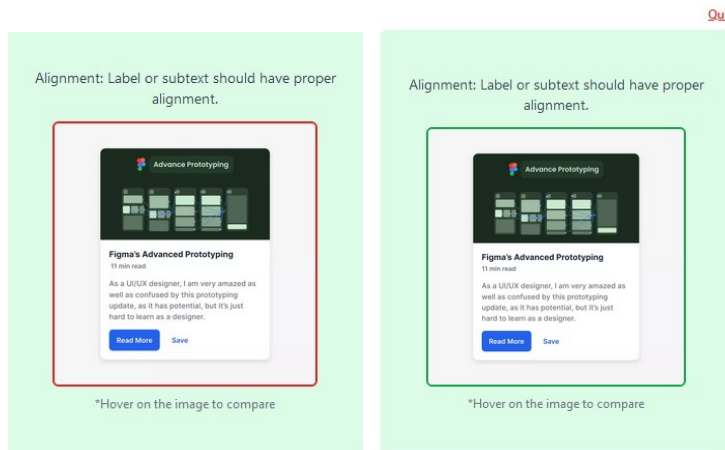 Qu
Alignment: Label or subtext should have proper
alignment.
Advance Prototyping
Figma's Advanced Prototyping
11 min read
As a UI/UX designer, I am very amazed as
well as confused by this prototyping
update, as it has potential, but it's just
hard to learn as a designer.
Read More Save
*Hover on the image to compare
Alignment: Label or subtext should have proper
alignment.
Advance Prototyping
Figma's Advanced Prototyping
11 min read
As a UI/UX designer, I am very amazed as
well as confused by this prototyping
update, as it has potential, but it's just
hard to learn as a designer.
Read More Save
*Hover on the image to compare